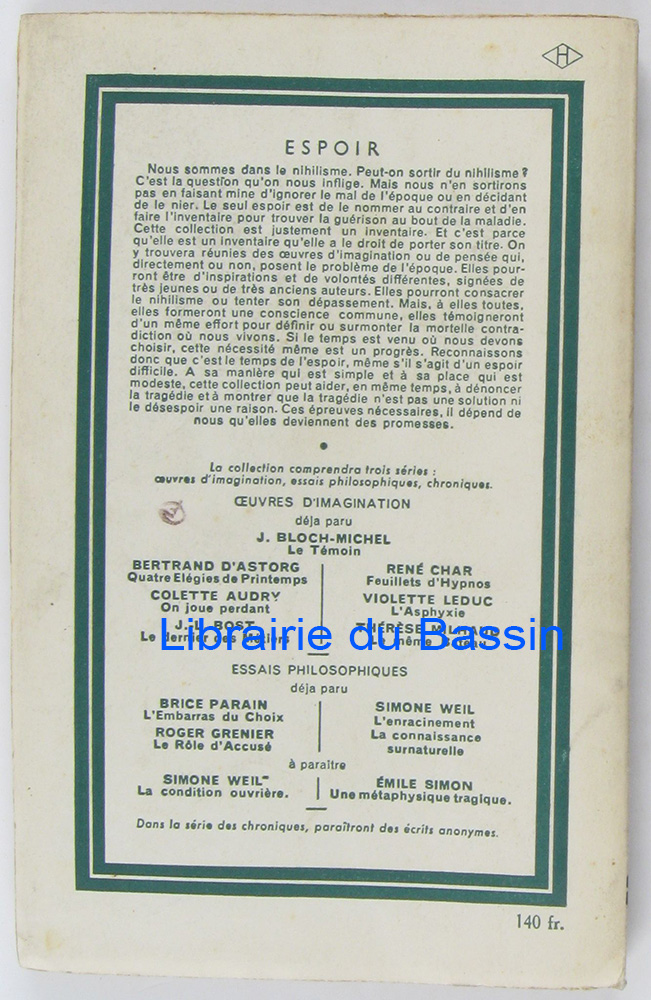 H
ESPOIR
Nous sommes dans le nihilisme. Peut-on sortir du nihilisme?
C'est la question qu'on nous inflige. Mais nous n'en sortirons
pas en faisant mine d'ignorer le mal de l'époque ou en décidant
de le nier. Le seul espoir est de le nommer au contraire et d'en
faire l'inventaire pour trouver la guérison au bout de la maladie.
Cette collection est justement un inventaire. Et c'est parce
qu'elle est un inventaire qu'elle a le droit de porter son titre. On
y trouvera réunies des œuvres d'imagination ou de pensée qui,
directement ou non, posent le problème de l'époque. Elles pour-
ront être d'inspirations et de volontés différentes, signées de
très jeunes ou de très anciens auteurs. Elles pourront consacrer
le nihilisme ou tenter son dépassement. Mais, à elles toutes,
elles formeront une conscience commune, elles témoigneront
d'un même effort pour définir ou surmonter la mortelle contra-
diction où nous vivons. Si le temps est venu où nous devons
choisir, cette nécessité même est un progrès. Reconnaissons
donc que c'est le temps de l'espoir, même s'il s'agit d'un espoir
difficile. A sa manière qui est simple et à sa place qui est
modeste, cette collection peut aider, en même temps, à dénoncer
la tragédie et à montrer que la tragédie n'est pas une solution ni
le désespoir une raison. Ces épreuves nécessaires, il dépend de
nous qu'elles deviennent des promesses.
La collection comprendra trois séries :
œuvres d'imagination, essais philosophiques, chroniques.
ŒUVRES D'IMAGINATION
déja paru
J. BLOCH-MICHEL
Le Témoin
BERTRAND D'ASTORG
Quatre Elégies de Printemps
COLETTE AUDRY
On joue perdant
J.-L. BOST
Le dernier des Métiers
RENÉ CHAR
Feuillets d'Hypnos
VIOLETTE LEDUC
L'Asphyxie
THÉRÈSE
Le même
Librairie du Bassin
ESSAIS PHILOSOPHIQUES
déja paru
BRICE PARAIN
L'Embarras du Choix
ROGER GRENIER
Le Rôle d'Accusé
SIMONE WEIL
L'enracinement
La connaissance
surnaturelle
à paraître
SIMONE WEIL
La condition ouvrière.
ÉMILE SIMON
Une métaphysique tragique.
Dans la série des chroniques, paraîtront des écrits anonymes.
140 fr.